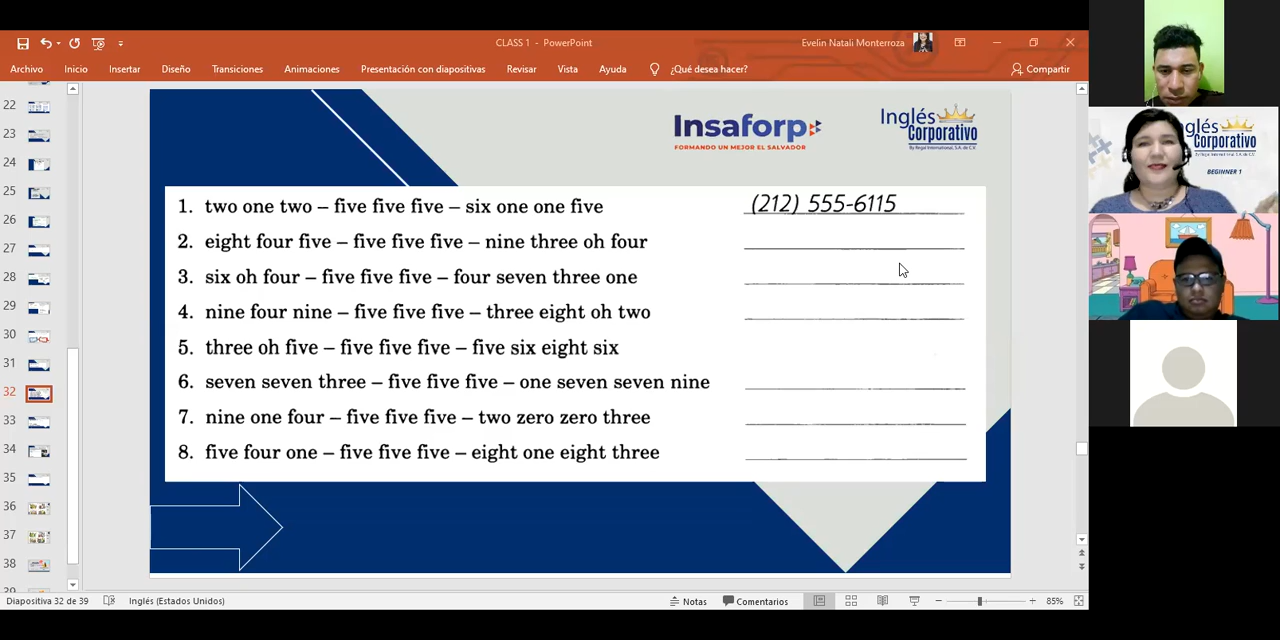 CLASS 1 - PowerPoint
Evelin Natali Monterroza
Archivo Inicio Insertar Diseño Transiciones Animaciones Presentación con diapositivas Revisar Vista Ayuda ¿Qué desea hacer? Compartir
Insaforp
FORMANDO UN MEJOR EL SALVADOR
Inglés
Corporativo
By Regal International, S.A. de C.V.
1. two one two – five five five – six one one five (212) 555-6115
2. eight four five – five five five – nine three oh four
3. six oh four – five five five – four seven three one
4. nine four nine – five five five – three eight oh two
5. three oh five – five five five – five six eight six
6. seven seven three – five five five – one seven seven nine
7. nine one four – five five five – two zero zero three
8. five four one – five five five – eight one eight three
22
23
24
25
26
27
28
29
30
31
32
33
34
35
36
37
38
39
Diapositiva 32 de 39 Inglés (Estados Unidos) Notas Comentarios 85%
nglés
Corporativo
BEGINNER 1